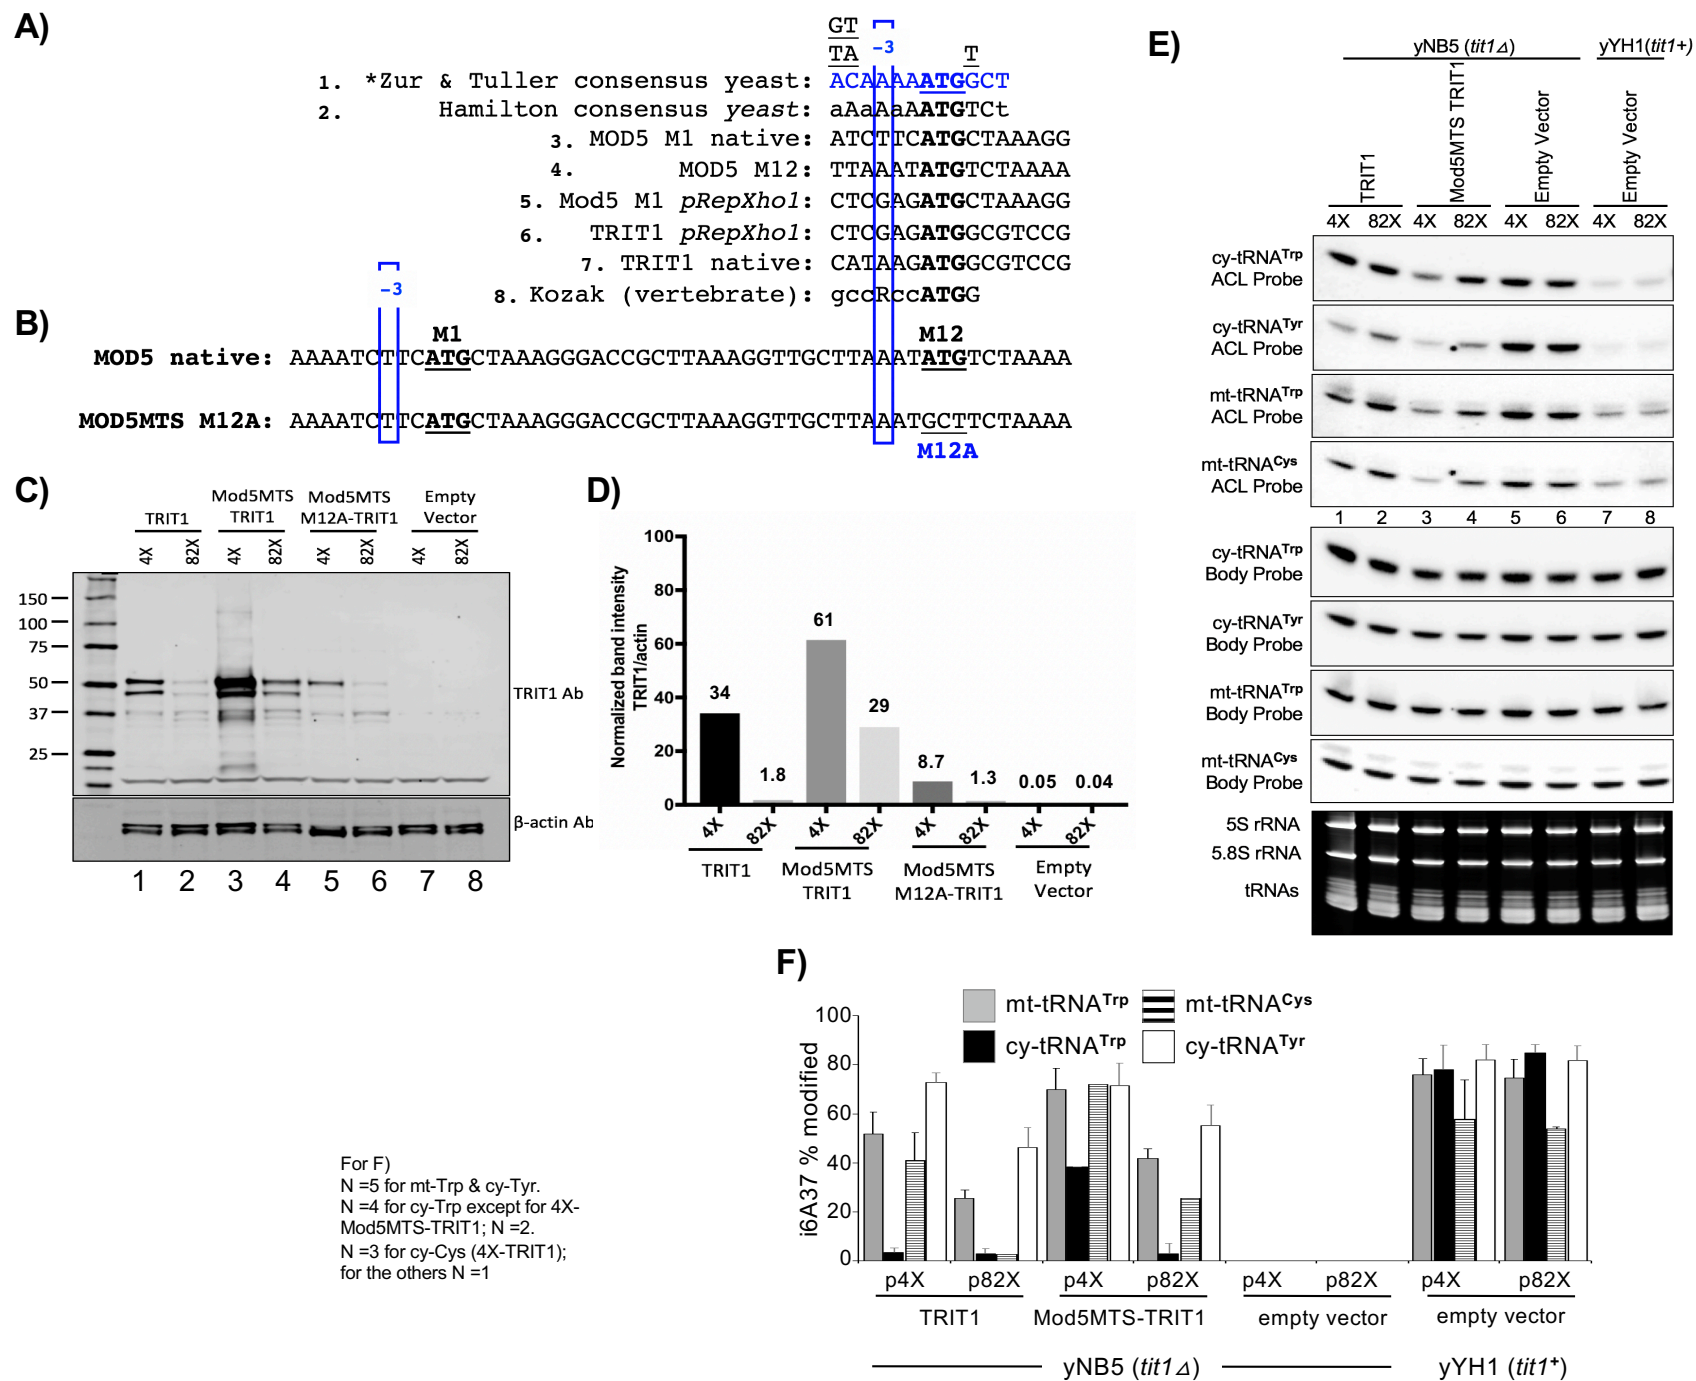 A)
GT
-3
TA
T
1. *Zur & Tuller consensus yeast: ACAAAAATGGCT
2. Hamilton consensus yeast: aAaAaAATGTCt
3. MOD5 M1 native: ATCTTCATGCTAAAGG
4. MOD5 M12: TTAAATATGTCTAAAA
5. Mod5 M1 pRepXho1: CTCGAGATGCTAAAGG
6. TRIT1 pRepXho1: CTCGAGATGGCGTCCG
7. TRIT1 native: CATAAGATGGCGTCCG
8. Kozak (vertebrate): gccRccATGG
-3
B)
M1
M12
MOD5 native: AAAATCTTCATGCTAAAGGGACCGCTTAAAGGTTGCTTAAATATGTCTAAAA
MOD5MTS M12A: AAAATCTTCATGCTAAAGGGACCGCTTAAAGGTTGCTTAAATGCTTCTAAAA
M12A
C)
TRIT1
Mod5MTS
TRIT1
Mod5MTS
M12A-TRIT1
Empty
Vector
4X 82X 4X 82X 4X 82X 4X 82X
150
100
75
50
37
25
TRIT1 Ab
β-actin Ab
1 2 3 4 5 6 7 8
D)
Normalized band intensity
TRIT1/actin
100
80
60
40
20
0
34
1.8
61
29
8.7
1.3
0.05
0.04
4X 82X 4X 82X 4X 82X 4X 82X
TRIT1
Mod5MTS
TRIT1
Mod5MTS
M12A-TRIT1
Empty
Vector
E)
yNB5 (tit1Δ)
yYH1(tit1+)
TRIT1
Mod5MTS TRIT1
Empty Vector
Empty Vector
4X 82X 4X 82X 4X 82X 4X 82X
cy-tRNATrp
ACL Probe
cy-tRNATyr
ACL Probe
mt-tRNATrp
ACL Probe
mt-tRNACys
ACL Probe
1 2 3 4 5 6 7 8
cy-tRNATrp
Body Probe
cy-tRNATyr
Body Probe
mt-tRNATrp
Body Probe
mt-tRNACys
Body Probe
5S rRNA
5.8S rRNA
tRNAs
F)
mt-tRNATrp
mt-tRNACys
cy-tRNATrp
cy-tRNATyr
i6A37 % modified
100
80
60
40
20
0
p4X p82X p4X p82X p4X p82X p4X p82X
TRIT1
Mod5MTS-TRIT1
empty vector
empty vector
yNB5 (tit1Δ)
yYH1 (tit1+)
For F)
N =5 for mt-Trp & cy-Tyr.
N =4 for cy-Trp except for 4X-
Mod5MTS-TRIT1; N =2.
N =3 for cy-Cys (4X-TRIT1);
for the others N =1